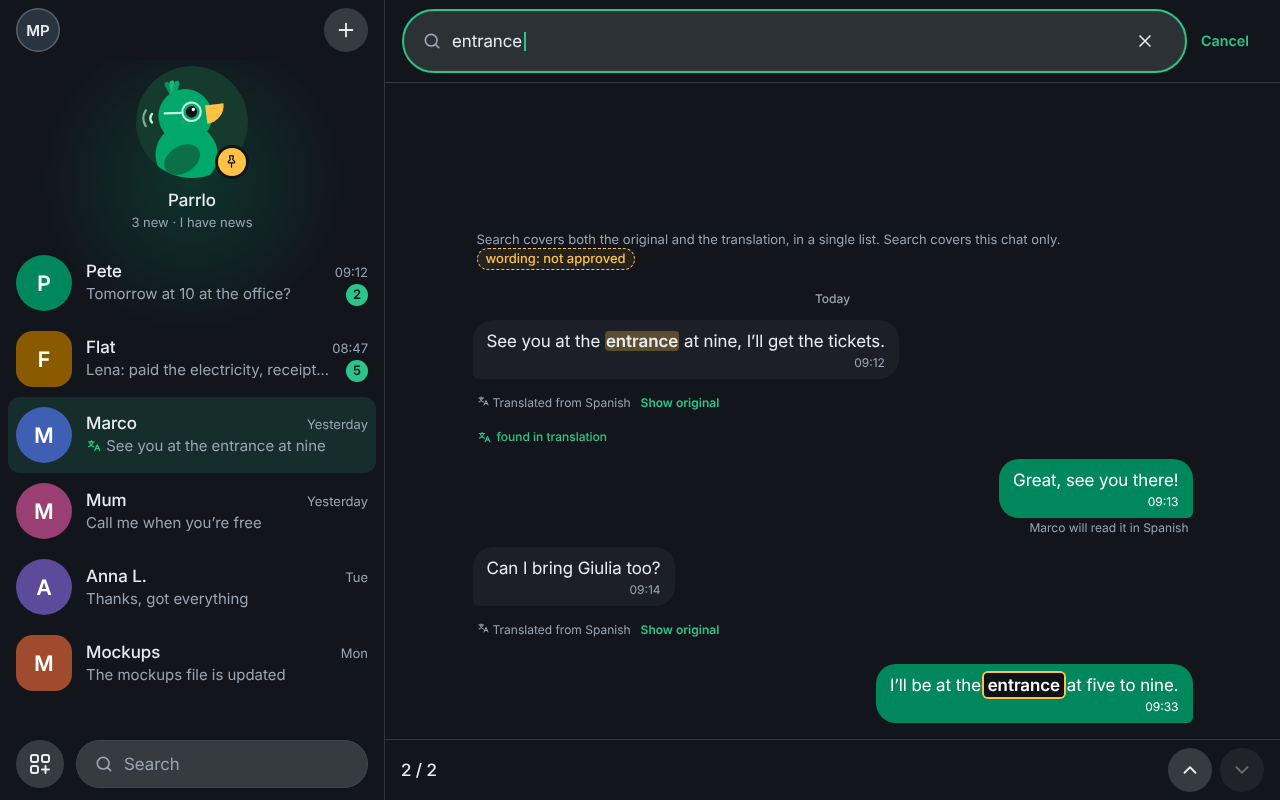 MP
Parrlo
3 new · I have news
P
Pete
09:12
Tomorrow at 10 at the office?
2
F
Flat
08:47
Lena: paid the electricity, receipt...
5
M
Marco
Yesterday
See you at the entrance at nine
M
Mum
Yesterday
Call me when you’re free
A
Anna L.
Tue
Thanks, got everything
M
Mockups
Mon
The mockups file is updated
Search
entrance
Cancel
Search covers both the original and the translation, in a single list. Search covers this chat only.
wording: not approved
Today
See you at the entrance at nine, I’ll get the tickets.
09:12
Translated from Spanish Show original
found in translation
Great, see you there!
09:13
Marco will read it in Spanish
Can I bring Giulia too?
09:14
Translated from Spanish Show original
I’ll be at the entrance at five to nine.
09:33
2 / 2